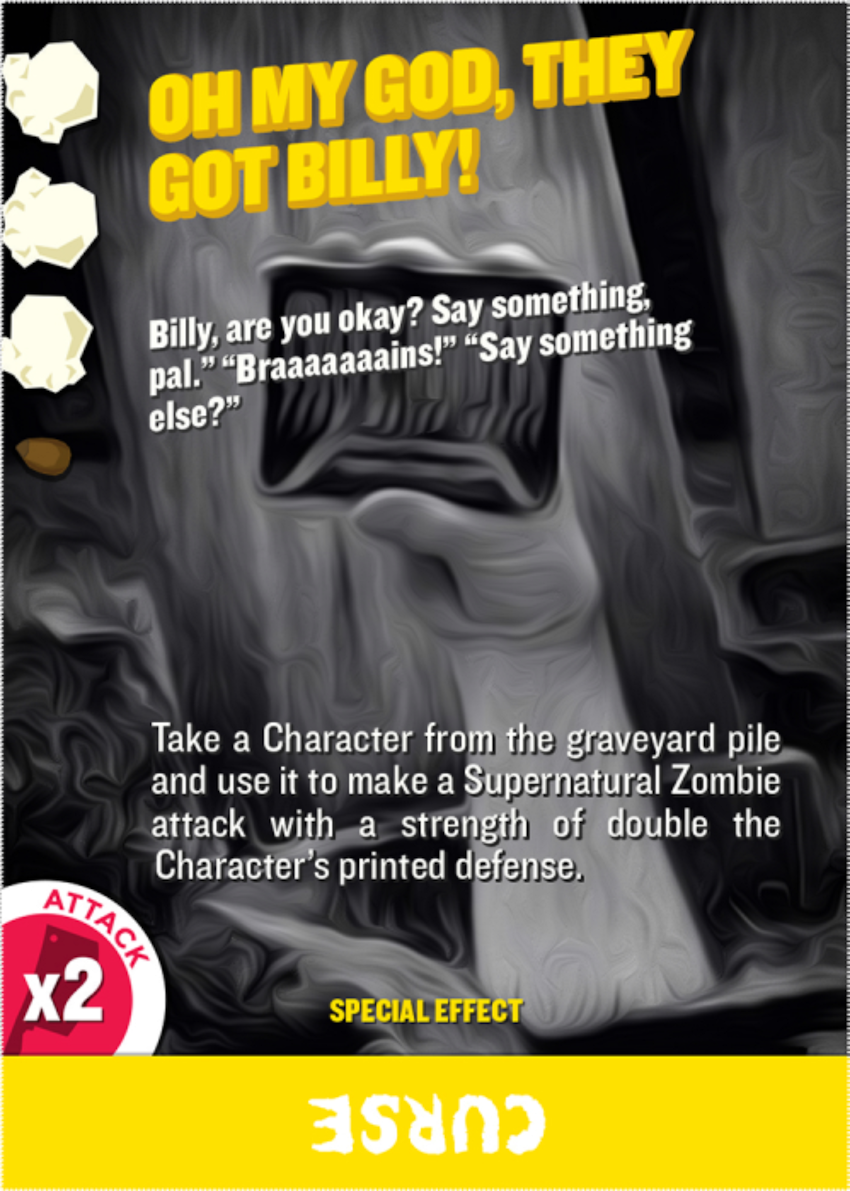 OH MY GOD, THEY
GOT BILLY!
Billy, are you okay? Say something,
pal.” “Braaaaaaains!” “Say something
else?”
Take a Character from the graveyard pile
and use it to make a Supernatural Zombie
attack with a strength of double the
Character’s printed defense.
ATTACK
x2
SPECIAL EFFECT
CURSE